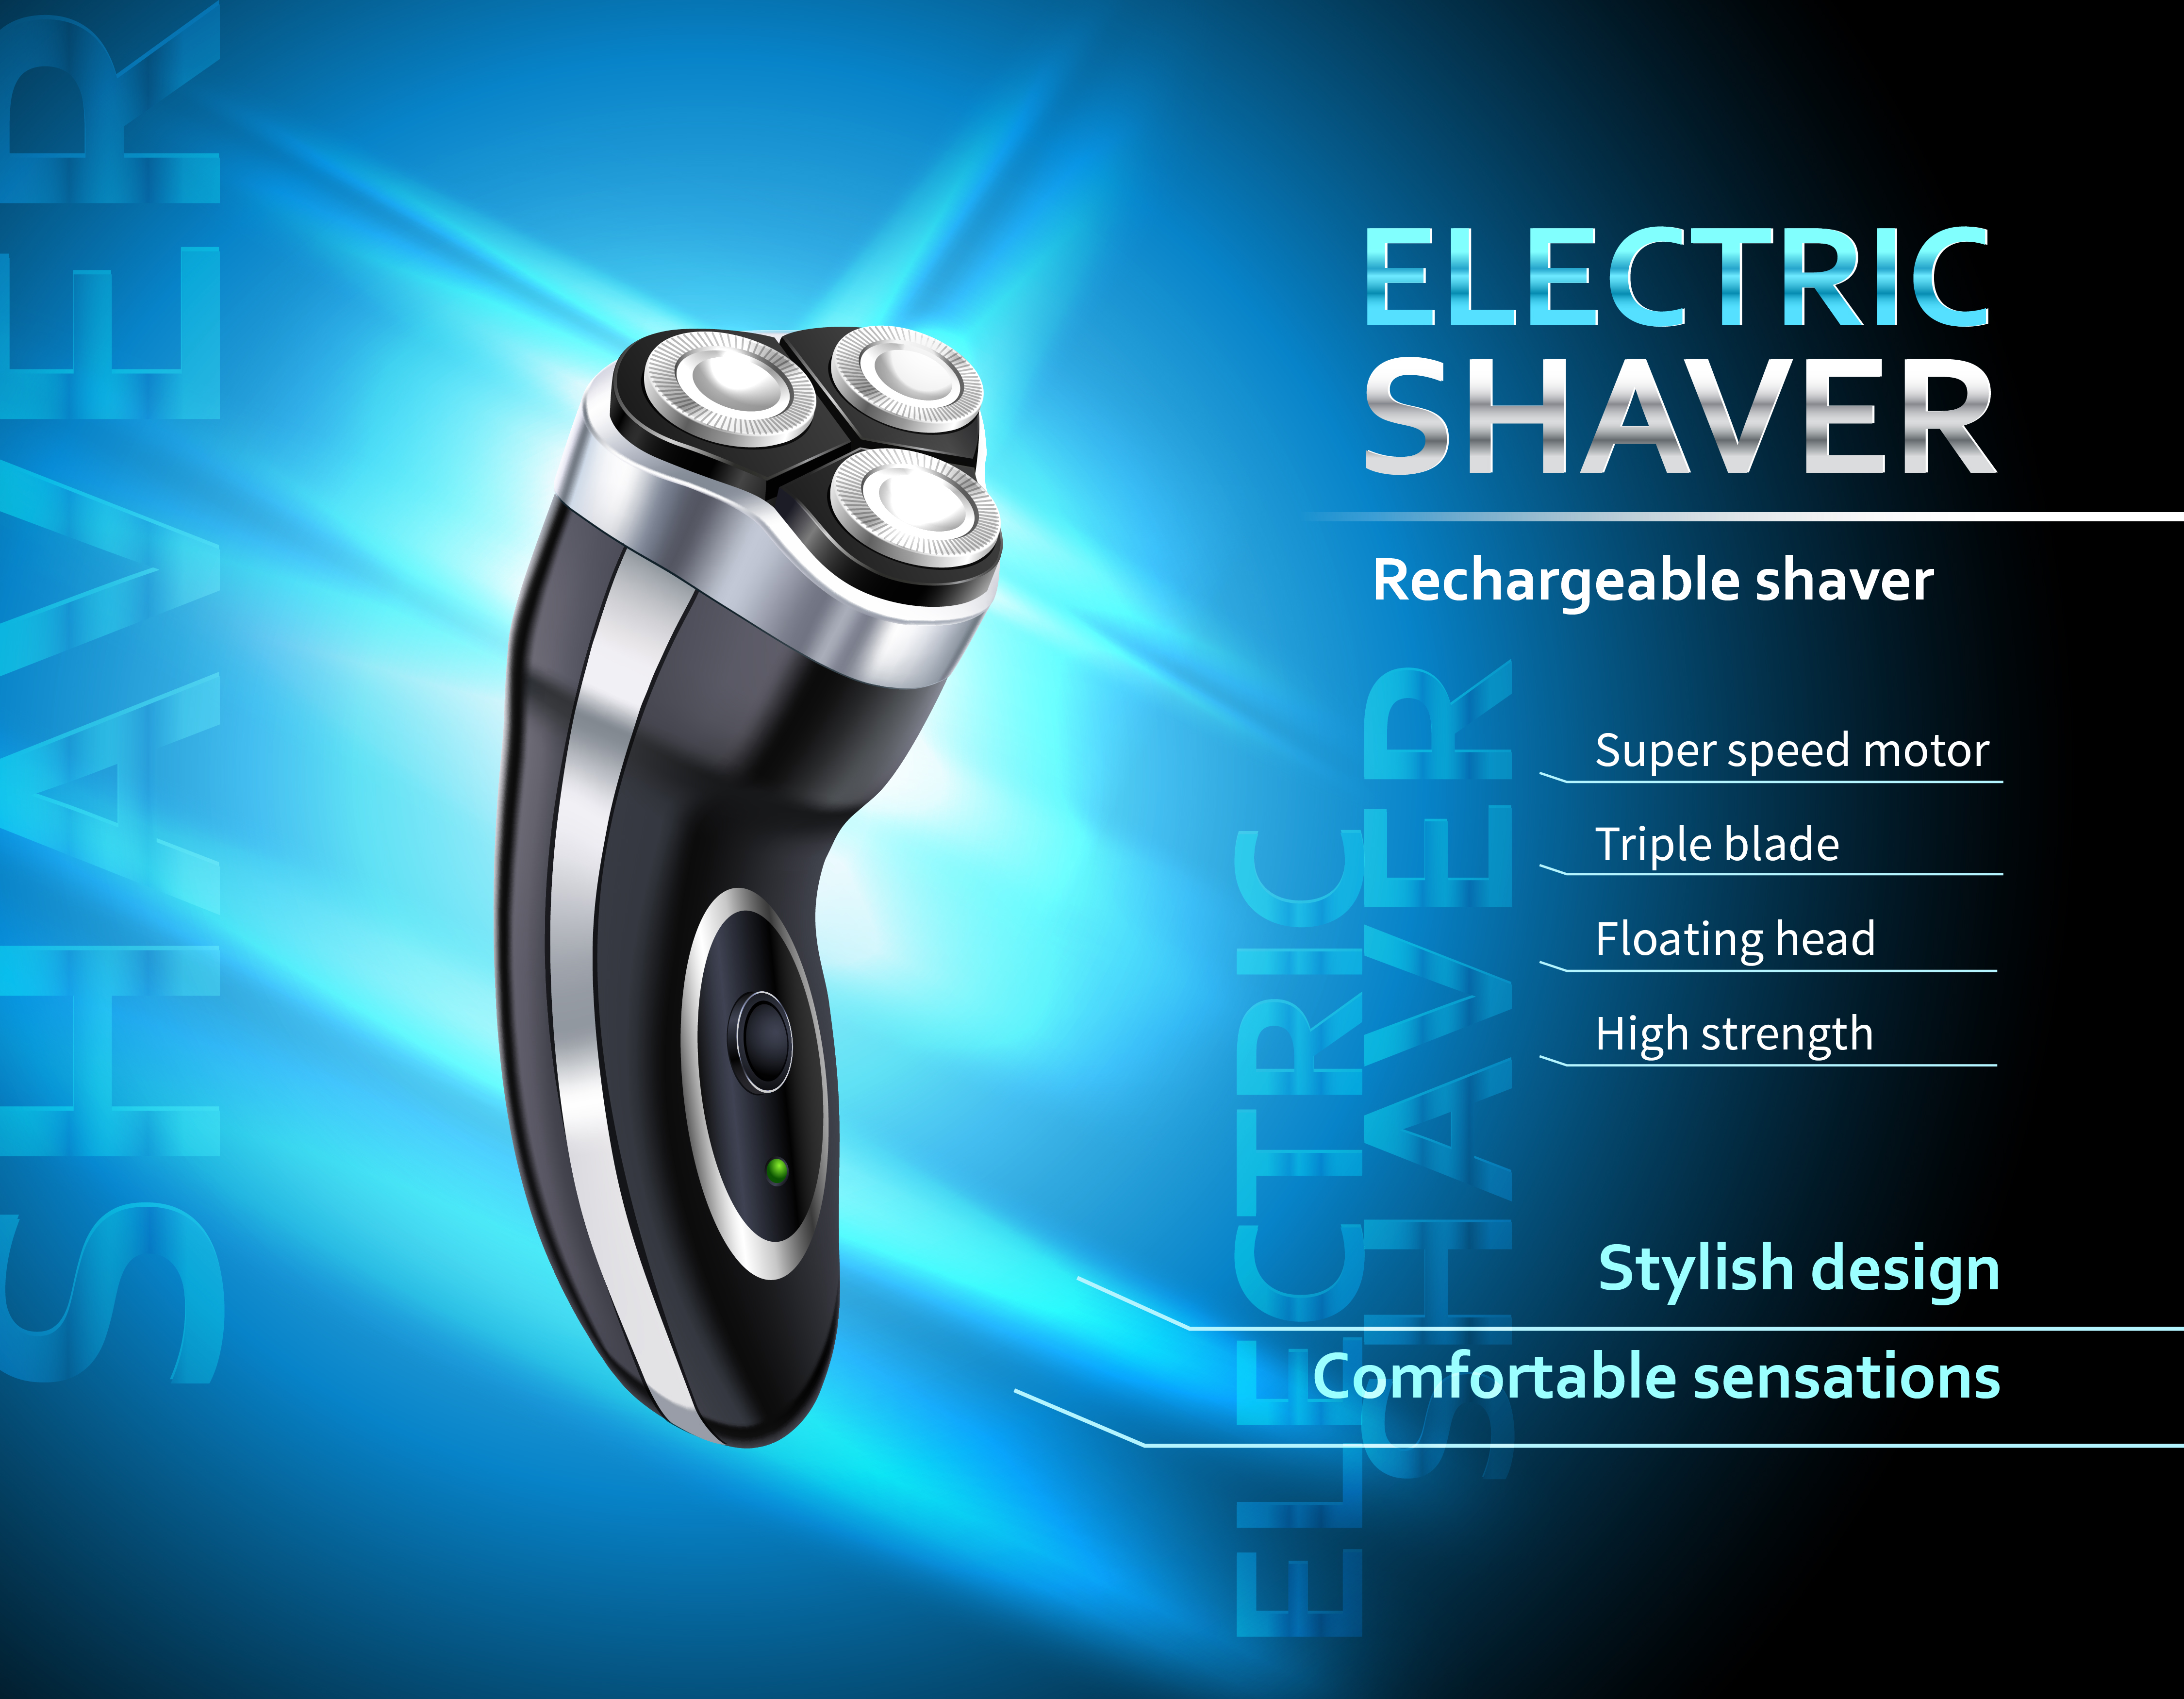 SHAVER
ELECTRIC
SHAVER
Rechargeable shaver
ELECTRIC
SHAVER
Super speed motor
Triple blade
Floating head
High strength
Stylish design
Comfortable sensations